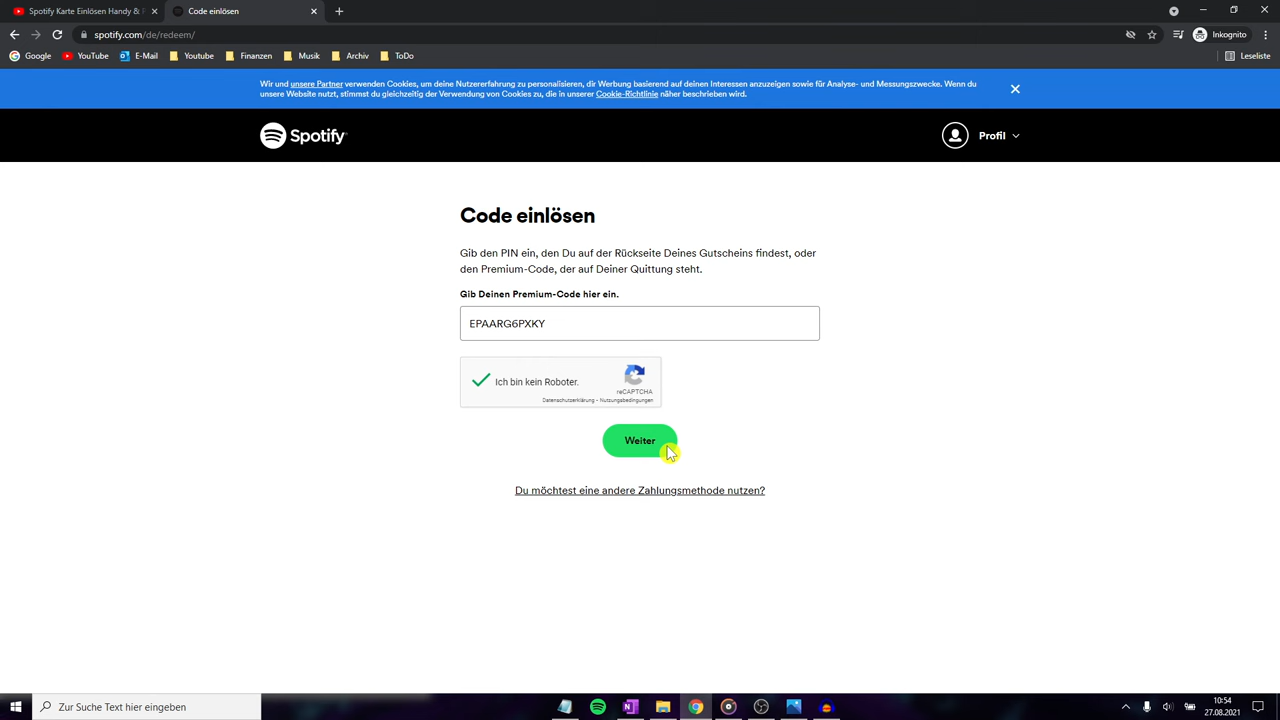 Spotify Karte Einlösen Handy &
Code einlösen
spotify.com/de/redeem/
Inkognito
Google
YouTube
E-Mail
Youtube
Finanzen
Musik
Archiv
ToDo
Leseliste
Wir und unsere Partner verwenden Cookies, um deine Nutzererfahrung zu personalisieren, dir Werbung basierend auf deinen Interessen anzuzeigen sowie für Analyse- und Messungszwecke. Wenn du
unsere Website nutzt, stimmst du gleichzeitig der Verwendung von Cookies zu, die in unserer Cookie-Richtlinie näher beschrieben wird.
Spotify
Profil
Code einlösen
Gib den PIN ein, den Du auf der Rückseite Deines Gutscheins findest, oder
den Premium-Code, der auf Deiner Quittung steht.
Gib Deinen Premium-Code hier ein.
EPAARG6PXKY
Ich bin kein Roboter.
reCAPTCHA
Datenschutzerklärung - Nutzungsbedingungen
Weiter
Du möchtest eine andere Zahlungsmethode nutzen?
Zur Suche Text hier eingeben
10:54
27.08.2021